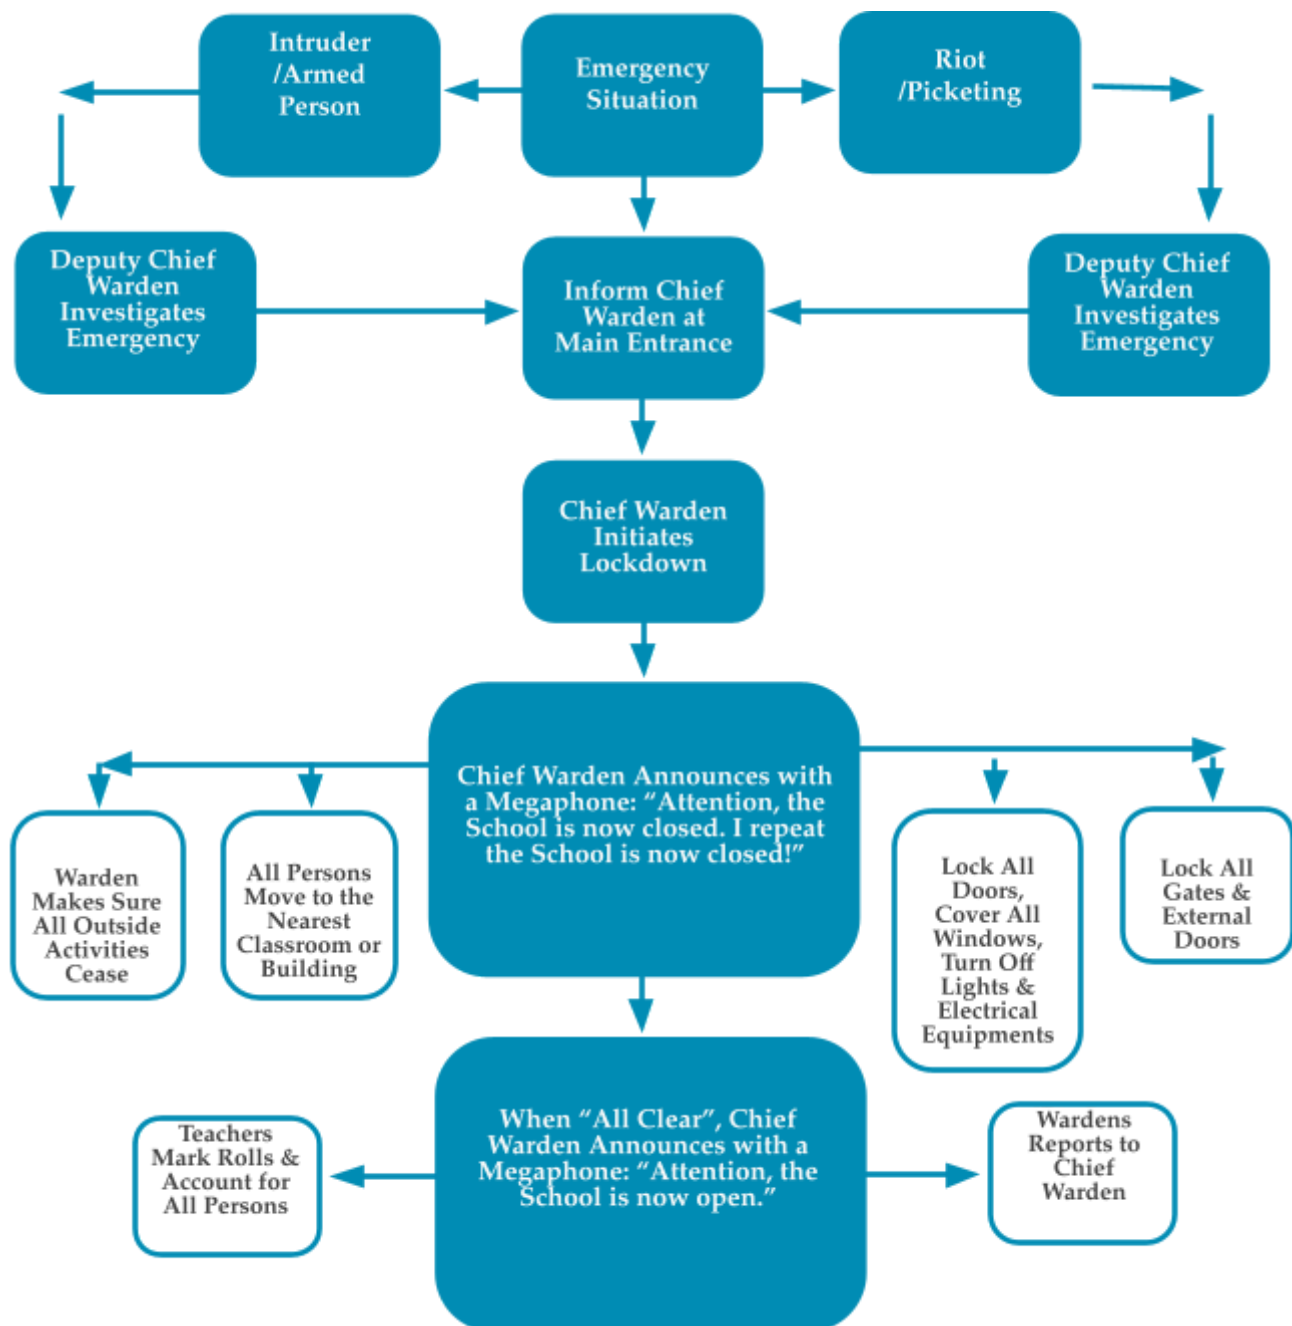 Intruder
/Armed
Person
Emergency
Situation
Riot
/Picketing
Deputy Chief
Warden
Investigates
Emergency
Inform Chief
Warden at
Main Entrance
Deputy Chief
Warden
Investigates
Emergency
Chief Warden
Initiates
Lockdown
Chief Warden Announces with
a Megaphone: “Attention, the
School is now closed. I repeat
the School is now closed!”
Warden
Makes Sure
All Outside
Activities
Cease
All Persons
Move to the
Nearest
Classroom or
Building
Lock All
Doors,
Cover All
Windows,
Turn Off
Lights &
Electrical
Equipments
Lock All
Gates &
External
Doors
When “All Clear”, Chief
Warden Announces with a
Megaphone: “Attention, the
School is now open.”
Teachers
Mark Rolls &
Account for
All Persons
Wardens
Reports to
Chief
Warden